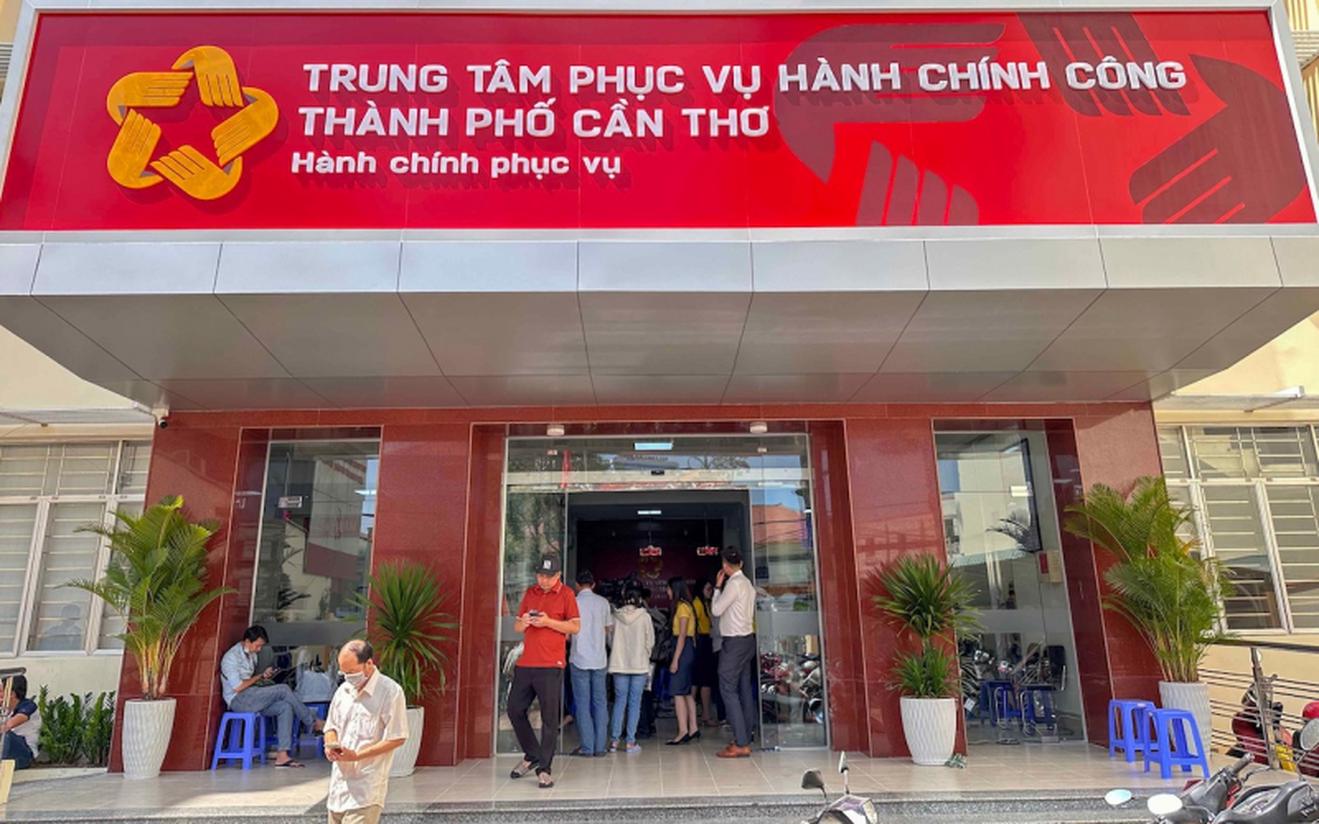 TRUNG TÂM PHỤC VỤ HÀNH CHÍNH CÔNG
THÀNH PHỐ CẦN THƠ
Hành chính phục vụ